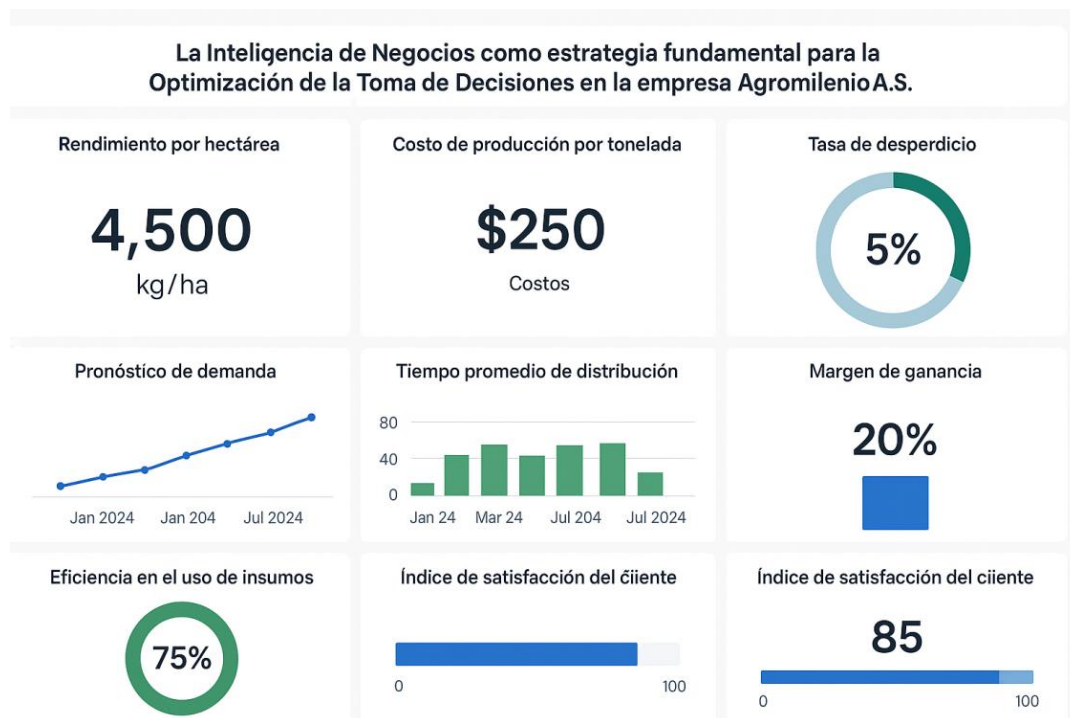 La Inteligencia de Negocios como estrategia fundamental para la
Optimización de la Toma de Decisiones en la empresa Agromilenio A.S.
Rendimiento por hectárea
4,500
kg/ha
Costo de producción por tonelada
$250
Costos
Tasa de desperdicio
5%
Pronóstico de demanda
Jan 2024 Jan 204 Jul 2024
Tiempo promedio de distribución
80
40
0
Jan 24 Mar 24 Jul 204 Jul 2024
Margen de ganancia
20%
Eficiencia en el uso de insumos
75%
Índice de satisfacción del ciiente
0 100
Índice de satisfacción del ciiente
85
0 100